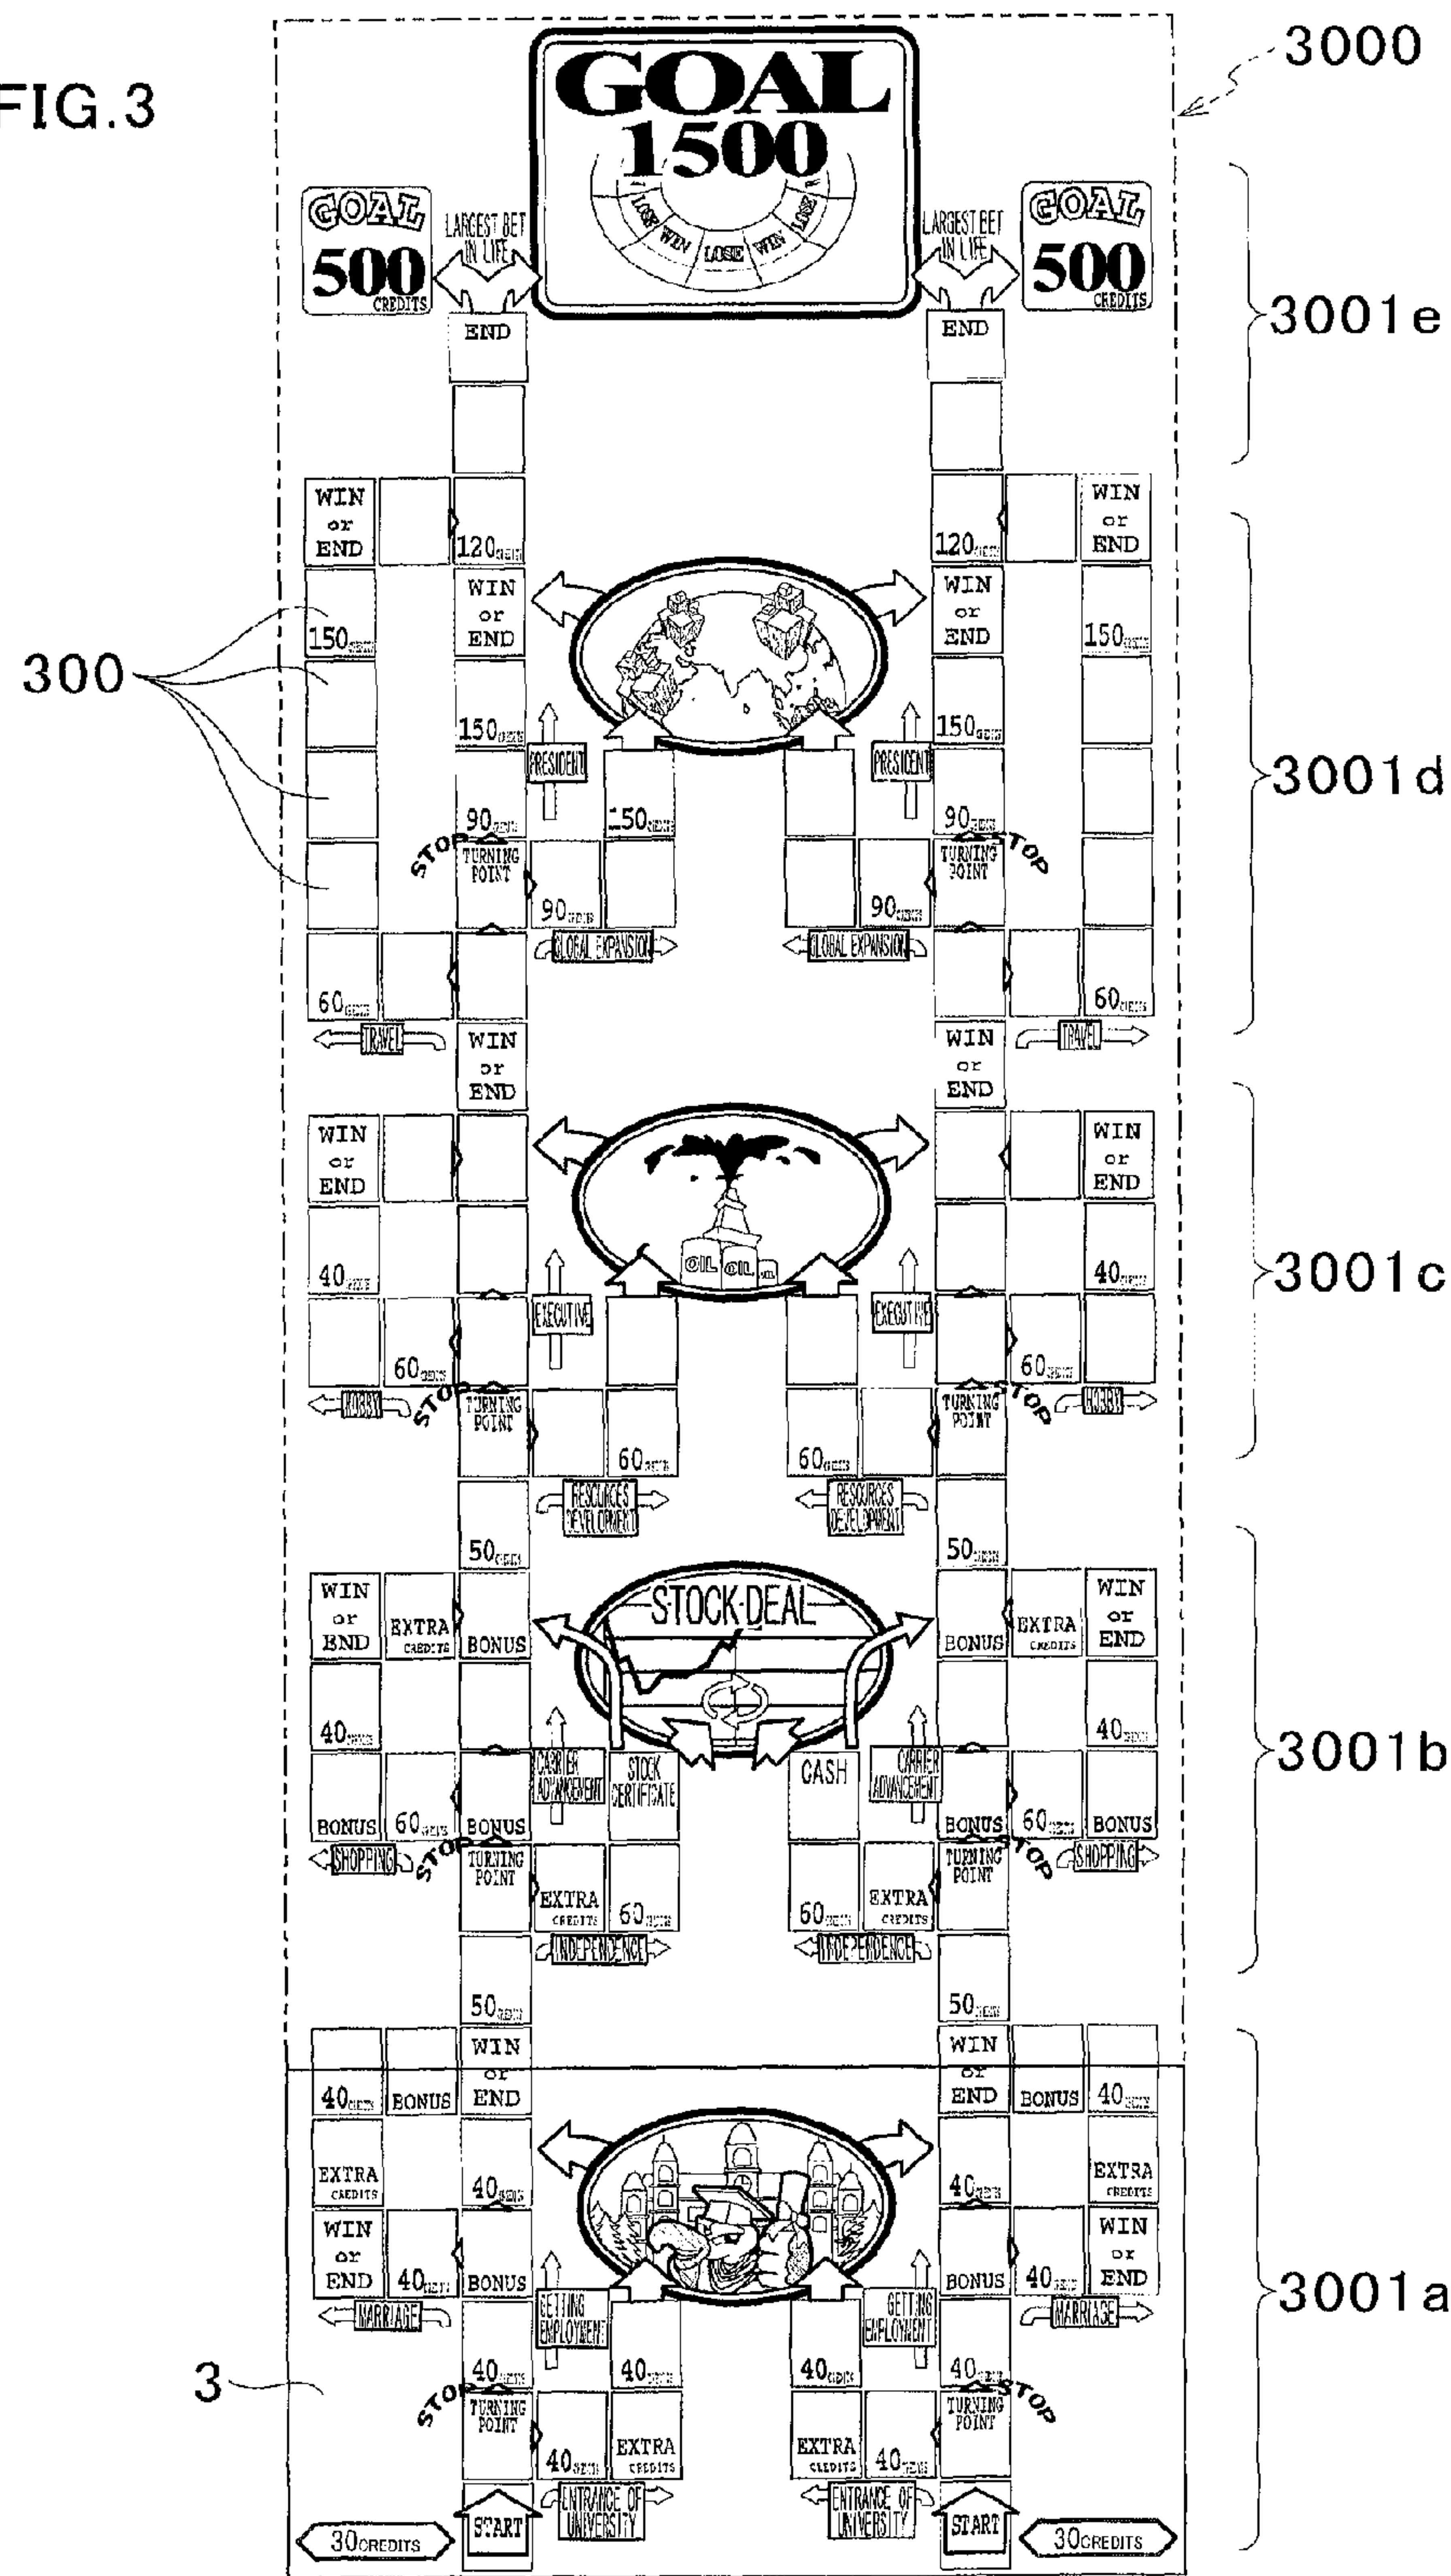 FIG.3
3000
GOAL
1500
LOSE
WIN
LOSE
WIN
LOSE
GOAL
500
CREDITS
LARGEST BET
IN LIFE
LARGEST BET
IN LIFE
GOAL
500
CREDITS
3001e
END
END
WIN
or
END
120
120
WIN
or
END
150
WIN
or
END
WIN
or
END
150
300
150
PRESIDENT
PRESIDENT
150
3001d
90
150
90
STOP
TURNING
POINT
TURNING
POINT
STOP
90
90
GLOBAL EXPANSION
GLOBAL EXPANSION
60
60
TRAVEL
WIN
or
END
WIN
or
END
TRAVEL
WIN
or
END
WIN
or
END
3001c
40
OIL
OIL
OIL
40
EXECUTIVE
EXECUTIVE
60
60
HOBBY
STOP
TURNING
POINT
TURNING
POINT
STOP
HOBBY
60
60
RESOURCES
DEVELOPMENT
RESOURCES
DEVELOPMENT
50
50
WIN
or
END
EXTRA
CREDITS
BONUS
STOCK DEAL
BONUS
EXTRA
CREDITS
WIN
or
END
3001b
40
40
CARRIER
ADVANCEMENT
STOCK
CERTIFICATE
CASH
CARRIER
ADVANCEMENT
BONUS
60
BONUS
BONUS
60
BONUS
SHOPPING
STOP
TURNING
POINT
TURNING
POINT
STOP
SHOPPING
EXTRA
CREDITS
60
60
EXTRA
CREDITS
INDEPENDENCE
INDEPENDENCE
50
50
40
BONUS
WIN
or
END
WIN
or
END
BONUS
40
EXTRA
CREDITS
40
40
EXTRA
CREDITS
WIN
or
END
40
BONUS
BONUS
40
WIN
or
END
3001a
MARRIAGE
GETTING
EMPLOYMENT
GETTING
EMPLOYMENT
MARRIAGE
3
40
40
40
40
STOP
TURNING
POINT
TURNING
POINT
STOP
40
EXTRA
CREDITS
EXTRA
CREDITS
40
30 CREDITS
START
ENTRANCE OF
UNIVERSITY
ENTRANCE OF
UNIVERSITY
START
30 CREDITS